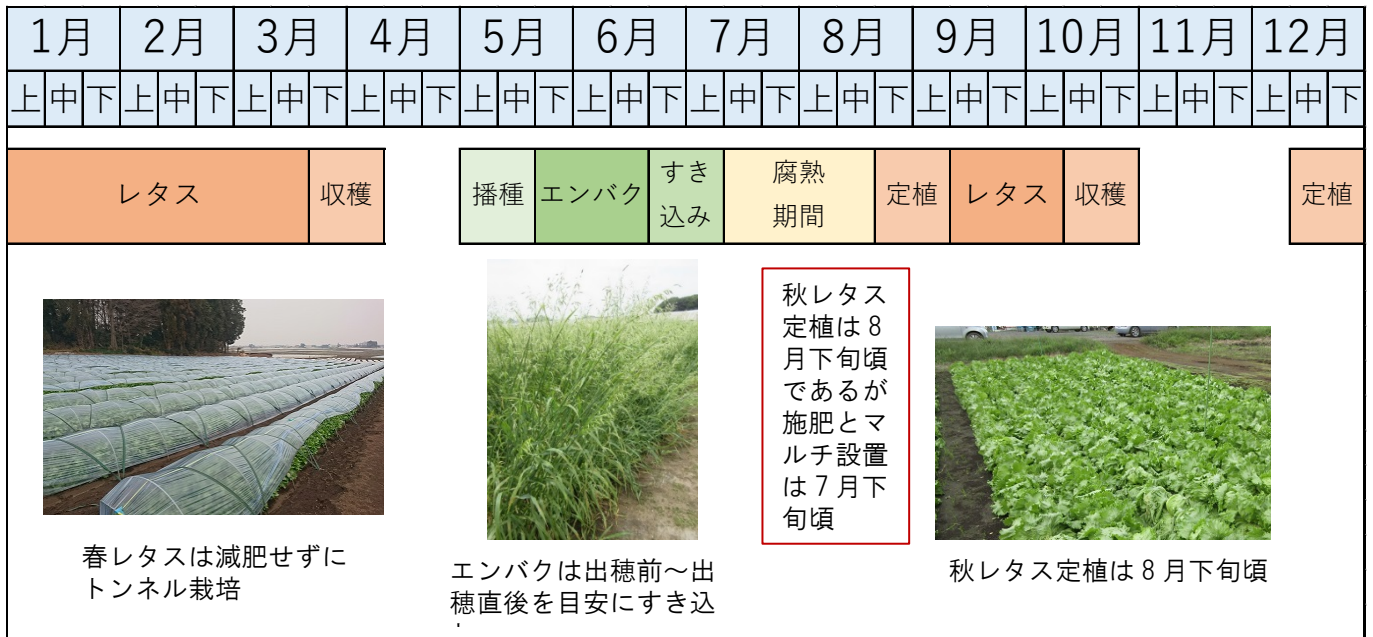 1月 2月 3月 4月 5月 6月 7月 8月 9月 10月 11月 12月
上 中 下 上 中 下 上 中 下 上 中 下 上 中 下 上 中 下 上 中 下 上 中 下 上 中 下 上 中 下 上 中 下 上 中 下
レタス
収穫
播種
エンバク
すき
込み
腐熟
期間
定植
レタス
収穫
定植
秋レタス
定植は8
月下旬頃
であるが
施肥とマ
ルチ設置
は7月下
旬頃
春レタスは減肥せずに
トンネル栽培
エンバクは出穂前～出
穂直後を目安にすき込
秋レタス定植は8月下旬頃